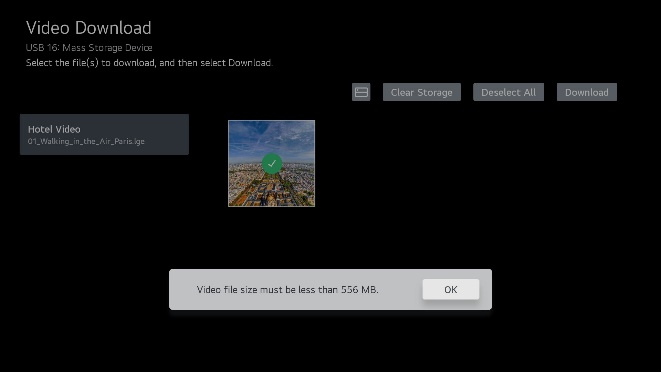 Video Download
USB 16: Mass Storage Device
Select the file(s) to download, and then select Download.
Clear Storage
Deselect All
Download
Hotel Video
01_Walking_in_the_Air_Paris.lge
Video file size must be less than 556 MB.
OK